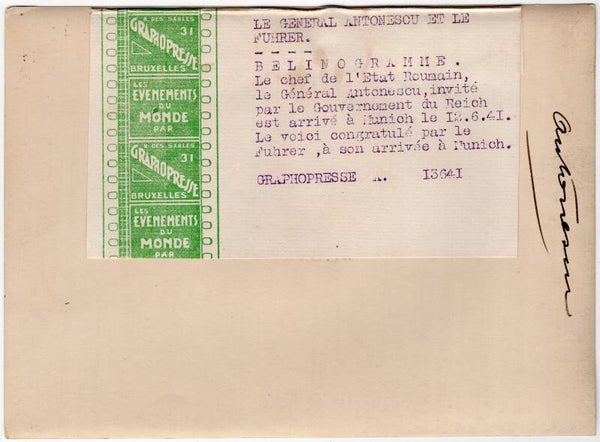 R. DES SABLES
31
GRAPHOPRESSE
BRUXELLES
LES
EVENEMENTS
DU
MONDE
PAR
R. DES SABLES
31
GRAPHOPRESSE
BRUXELLES
LES
EVENEMENTS
DU
MONDE
PAR
LE GENERAL ANTONESCU ET LE
FUHRER.
----
BELINOGRAMME.
Le chef de l'Etat Roumain,
le Général Antonescu,invité
par le Gouvernement du Reich
est arrivé à Munich le 12.6.41.
Le voici congratulé par le
Fuhrer ,à son arrivée à Munich.
GRAPHOPRESSE A. 13641
Antonescu